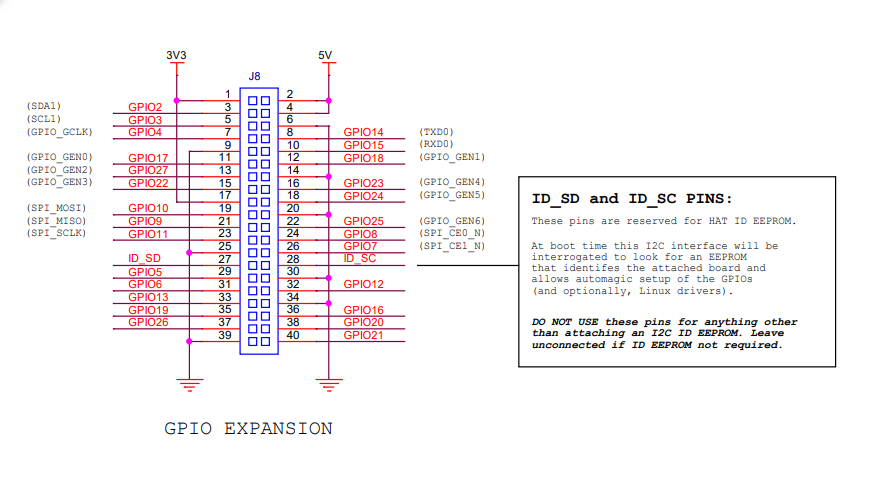 3V3 5V
J8
1 2
(SDA1) GPIO2 3 4
(SCL1) GPIO3 5 6
(GPIO_GCLK) GPIO4 7 8 GPIO14 (TXD0)
9 10 GPIO15 (RXD0)
(GPIO_GEN0) GPIO17 11 12 GPIO18 (GPIO_GEN1)
(GPIO_GEN2) GPIO27 13 14
(GPIO_GEN3) GPIO22 15 16 GPIO23 (GPIO_GEN4)
17 18 GPIO24 (GPIO_GEN5)
(SPI_MOSI) GPIO10 19 20
(SPI_MISO) GPIO9 21 22 GPIO25 (GPIO_GEN6)
(SPI_SCLK) GPIO11 23 24 GPIO8 (SPI_CE0_N)
25 26 GPIO7 (SPI_CE1_N)
ID_SD 27 28 ID_SC
GPIO5 29 30
GPIO6 31 32 GPIO12
GPIO13 33 34
GPIO19 35 36 GPIO16
GPIO26 37 38 GPIO20
39 40 GPIO21
GPIO EXPANSION
ID_SD and ID_SC PINS:
These pins are reserved for HAT ID EEPROM.
At boot time this I2C interface will be
interrogated to look for an EEPROM
that identifes the attached board and
allows automagic setup of the GPIOs
(and optionally, Linux drivers).
DO NOT USE these pins for anything other
than attaching an I2C ID EEPROM. Leave
unconnected if ID EEPROM not required.